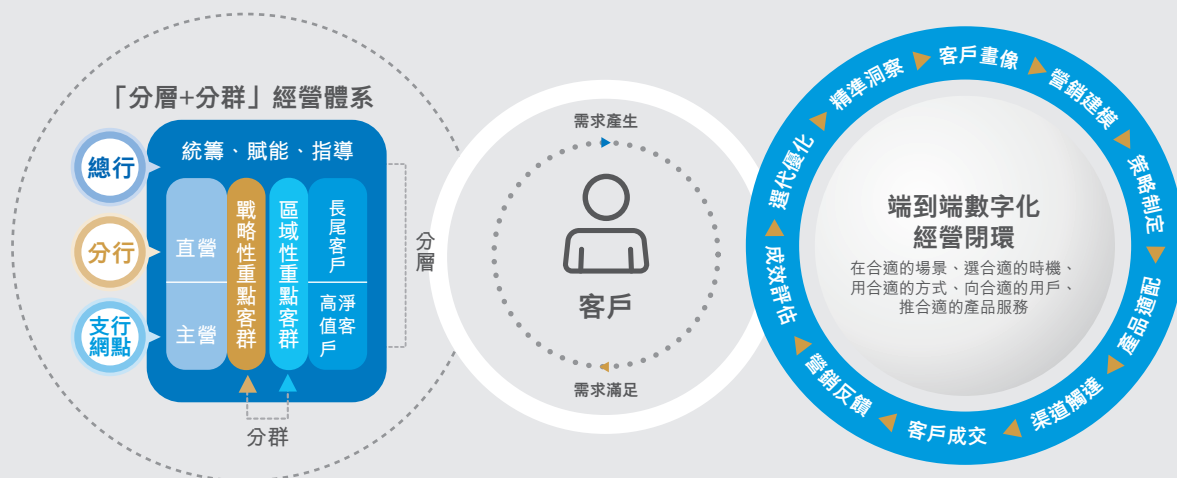 「分層+分群」經營體系
總行
分行
支行
網點
統籌、賦能、指導
直營
主營
戰略性重點客群
區域性重點客群
長尾客戶
高淨
值客
戶
分層
分群
需求產生
客戶
需求滿足
客戶畫像
營銷建模
策略制定
產品適配
渠道觸達
客戶成交
營銷反饋
成效評估
選代優化
精準洞察
端到端數字化
經營閉環
在合適的場景、選合適的時機、
用合適的方式、向合適的用戶、
推合適的產品服務